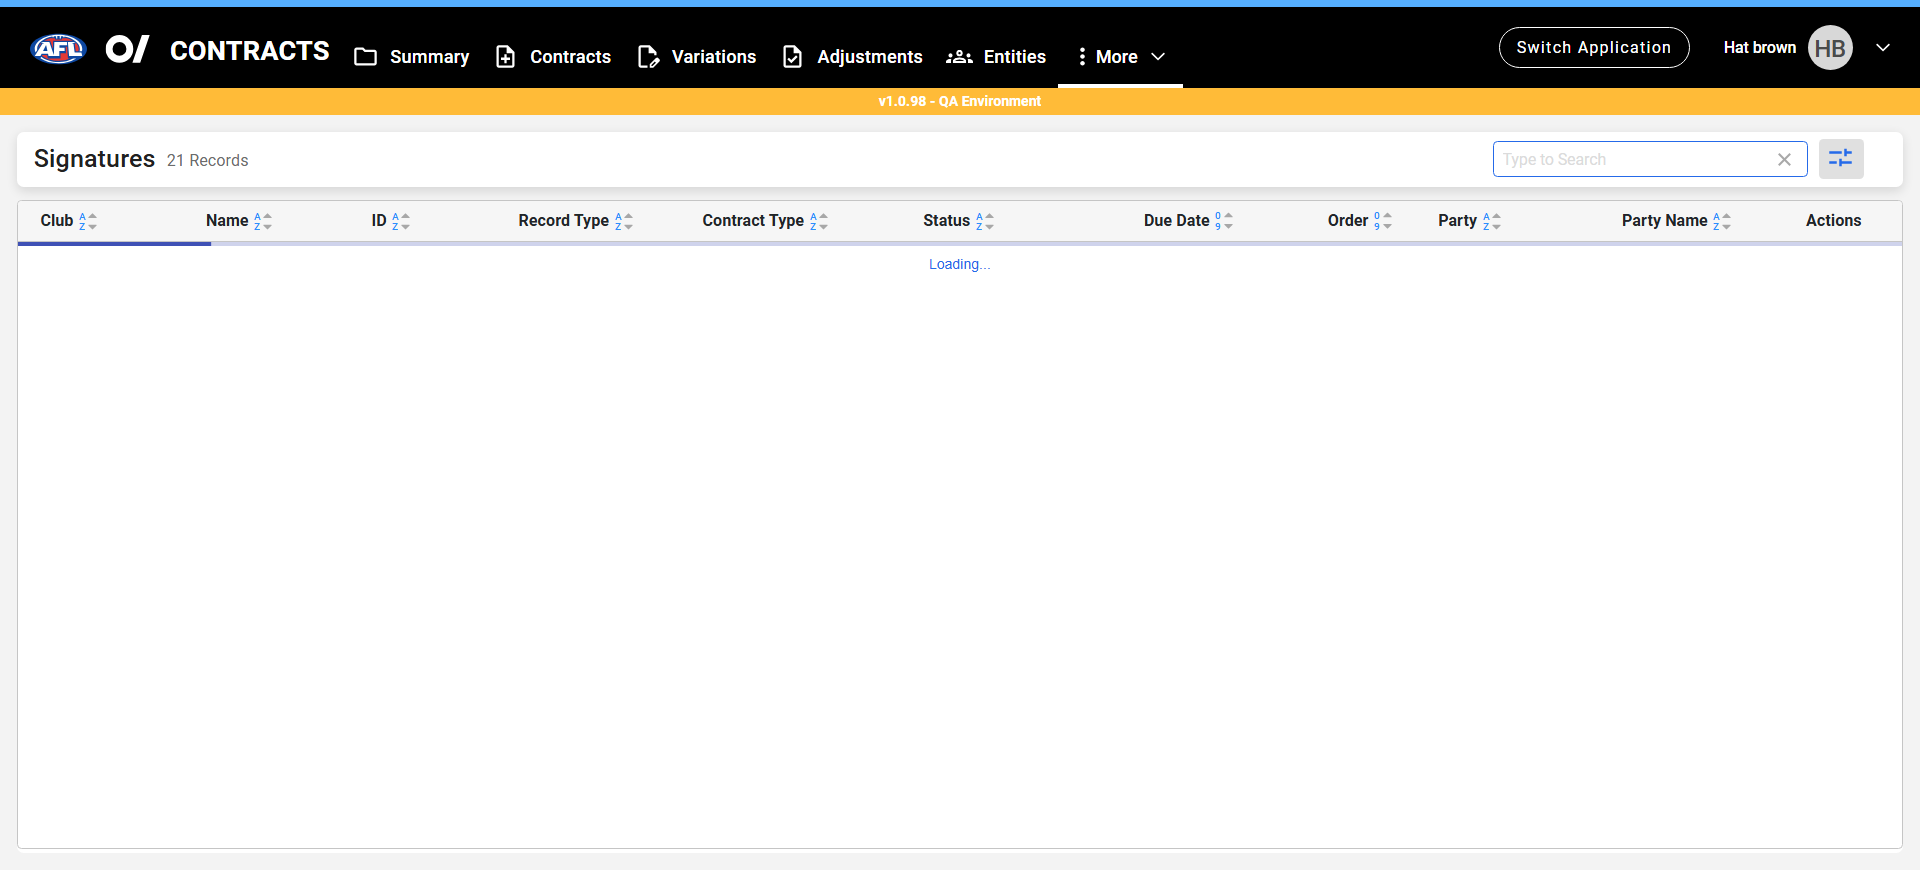 AFL CONTRACTS Summary Contracts Variations Adjustments Entities More Switch Application Hat brown HB
v1.0.98 - QA Environment
Signatures 21 Records Type to Search
Club Name ID Record Type Contract Type Status Due Date Order Party Party Name Actions
Loading...